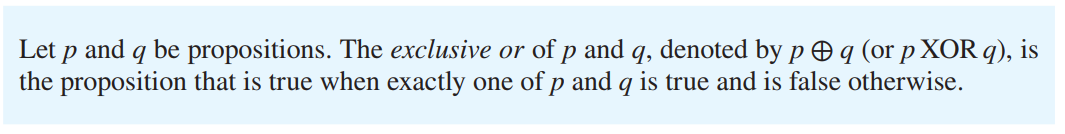 Let p and q be propositions. The exclusive or of p and q, denoted by p ⊕ q (or p XOR q), is
the proposition that is true when exactly one of p and q is true and is false otherwise.